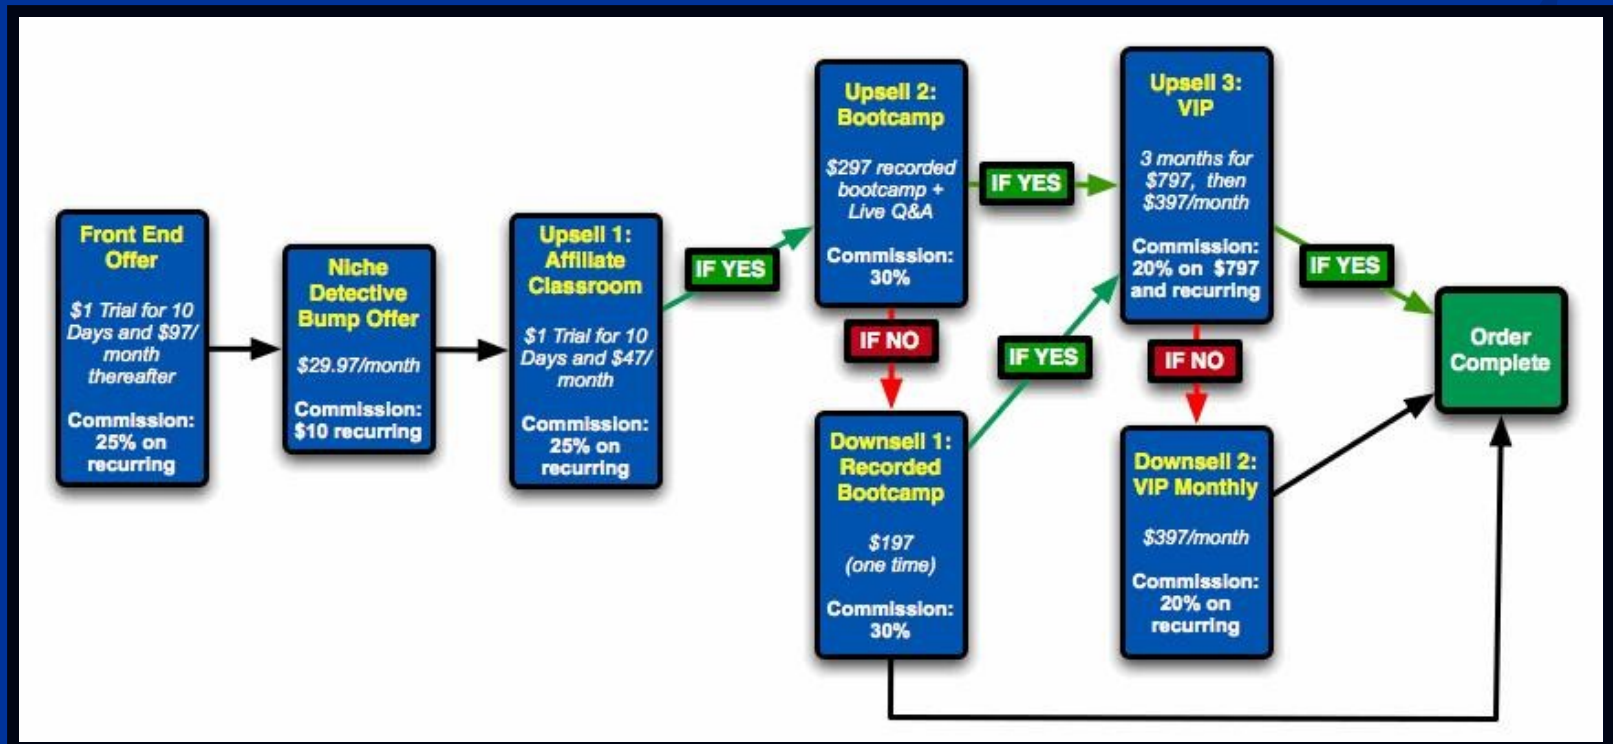 Front End
Offer
$1 Trial for 10
Days and $97/
month
thereafter
Commission:
25% on
recurring
Niche
Detective
Bump Offer
$29.97/month
Commission:
$10 recurring
Upsell 1:
Affiliate
Classroom
$1 Trial for 10
Days and $47/
month
Commission:
25% on
recurring
IF YES
Upsell 2:
Bootcamp
$297 recorded
bootcamp +
Live Q&A
Commission:
30%
IF YES
IF NO
Downsell 1:
Recorded
Bootcamp
$197
(one time)
Commission:
30%
IF YES
Upsell 3:
VIP
3 months for
$797, then
$397/month
Commission:
20% on $797
and recurring
IF YES
IF NO
Downsell 2:
VIP Monthly
$397/month
Commission:
20% on
recurring
Order
Complete